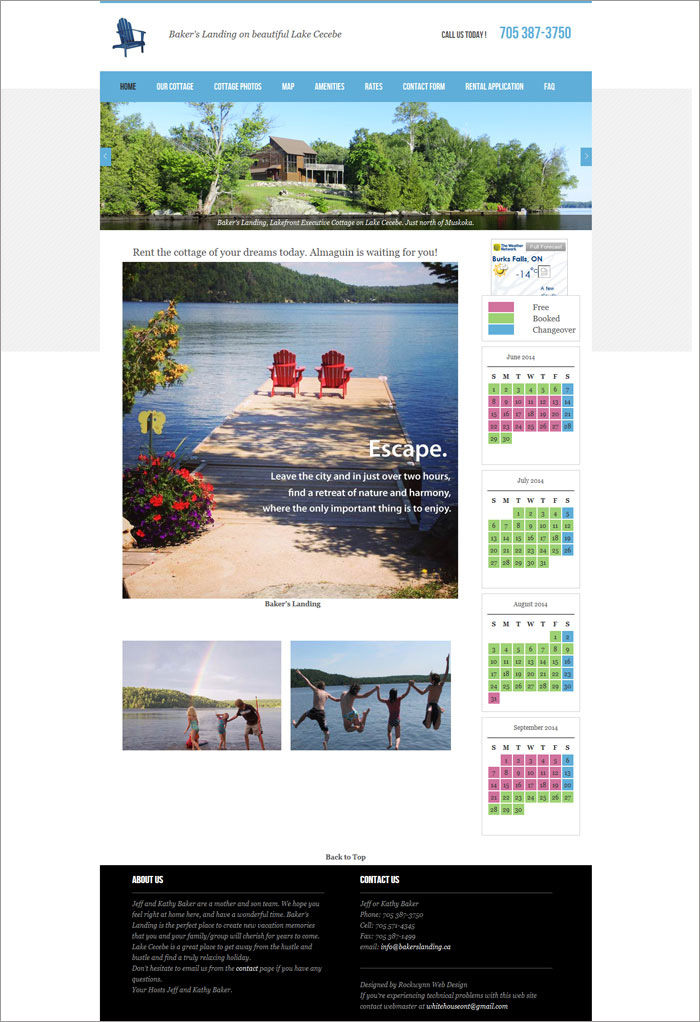 Baker's Landing on beautiful Lake Cecebe
CALL US TODAY !
705 387-3750
HOME
OUR COTTAGE
COTTAGE PHOTOS
MAP
AMENITIES
RATES
CONTACT FORM
RENTAL APPLICATION
FAQ
Baker's Landing, Lakefront Executive Cottage on Lake Cecebe. Just north of Muskoka.
Rent the cottage of your dreams today. Almaguin is waiting for you!
Escape.
Leave the city and in just over two hours,
find a retreat of nature and harmony,
where the only important thing is to enjoy.
Baker's Landing
The Weather
Network
Full Forecast
Burks Falls, ON
-14°C
A few
Free
Booked
Changeover
June 2014
S M T W T F S
1 2 3 4 5 6 7
8 9 10 11 12 13 14
15 16 17 18 19 20 21
22 23 24 25 26 27 28
29 30
July 2014
S M T W T F S
1 2 3 4 5
6 7 8 9 10 11 12
13 14 15 16 17 18 19
20 21 22 23 24 25 26
27 28 29 30 31
August 2014
S M T W T F S
1 2
3 4 5 6 7 8 9
10 11 12 13 14 15 16
17 18 19 20 21 22 23
24 25 26 27 28 29 30
31
September 2014
S M T W T F S
1 2 3 4 5 6
7 8 9 10 11 12 13
14 15 16 17 18 19 20
21 22 23 24 25 26 27
28 29 30
Back to Top
ABOUT US
Jeff and Kathy Baker are a mother and son team. We hope you
feel right at home here, and have a wonderful time. Baker's
Landing is the perfect place to create new vacation memories
that you and your family/group will cherish for years to come.
Lake Cecebe is a great place to get away from the hustle and
bustle and find a truly relaxing holiday.
Don't hesitate to email us from the contact page if you have any
questions.
Your Hosts Jeff and Kathy Baker.
CONTACT US
Jeff or Kathy Baker
Phone: 705 387-3750
Cell: 705 571-4345
Fax: 705 387-1499
email: info@bakerslanding.ca
Designed by Rockwynn Web Design
If you're experiencing technical problems with this web site
contact webmaster at whitehouseont@gmail.com